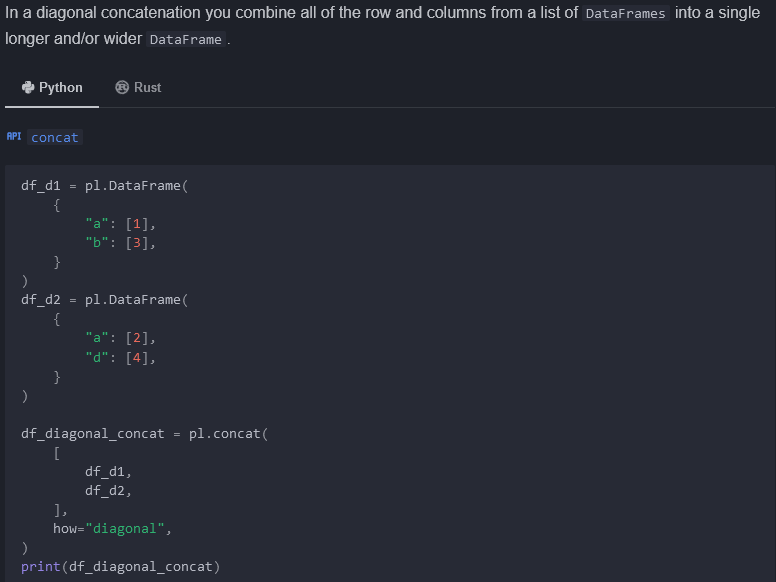 In a diagonal concatenation you combine all of the row and columns from a list of DataFrames into a single
longer and/or wider DataFrame.
Python Rust
API concat
df_d1 = pl.DataFrame(
    {
        "a": [1],
        "b": [3],
    }
)
df_d2 = pl.DataFrame(
    {
        "a": [2],
        "d": [4],
    }
)

df_diagonal_concat = pl.concat(
    [
        df_d1,
        df_d2,
    ],
    how="diagonal",
)
print(df_diagonal_concat)